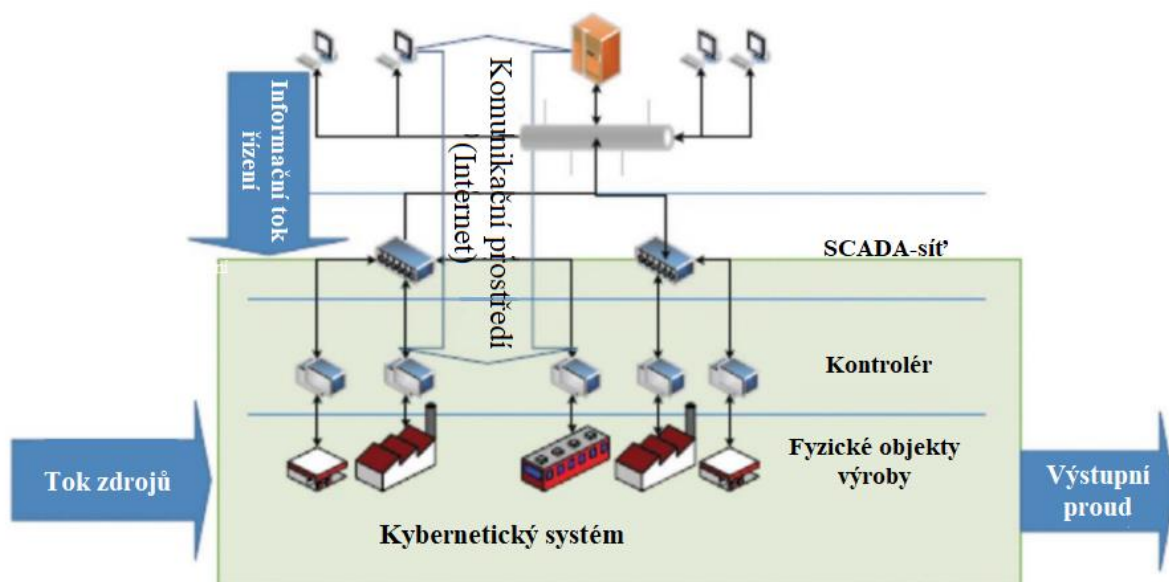 Informační tok
řízení
Komunikační prostředí
(Internet)
SCADA-síť
Kontrolér
Fyzické objekty
výroby
Tok zdrojů
Výstupní
proud
Kybernetický systém